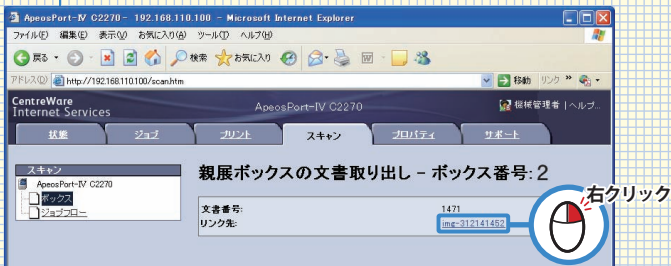 ApeosPort-IV C2270 - 192.168.110.100 - Microsoft Internet Explorer
ファイル(F) 編集(E) 表示(V) お気に入り(A) ツール(T) ヘルプ(H)
戻る 検索 お気に入り
アドレス(D) http://192.168.110.100/scan.htm 移動 リンク »
CentreWare
Internet Services
ApeosPort-IV C2270
機械管理者 | ヘルプ...
状態 ジョブ プリント スキャン プロパティ サポート
スキャン
ApeosPort-IV C2270
ボックス
ジョブフロー
親展ボックスの文書取り出し - ボックス番号: 2
文書番号: 1471
リンク先: img-312141452
右クリック